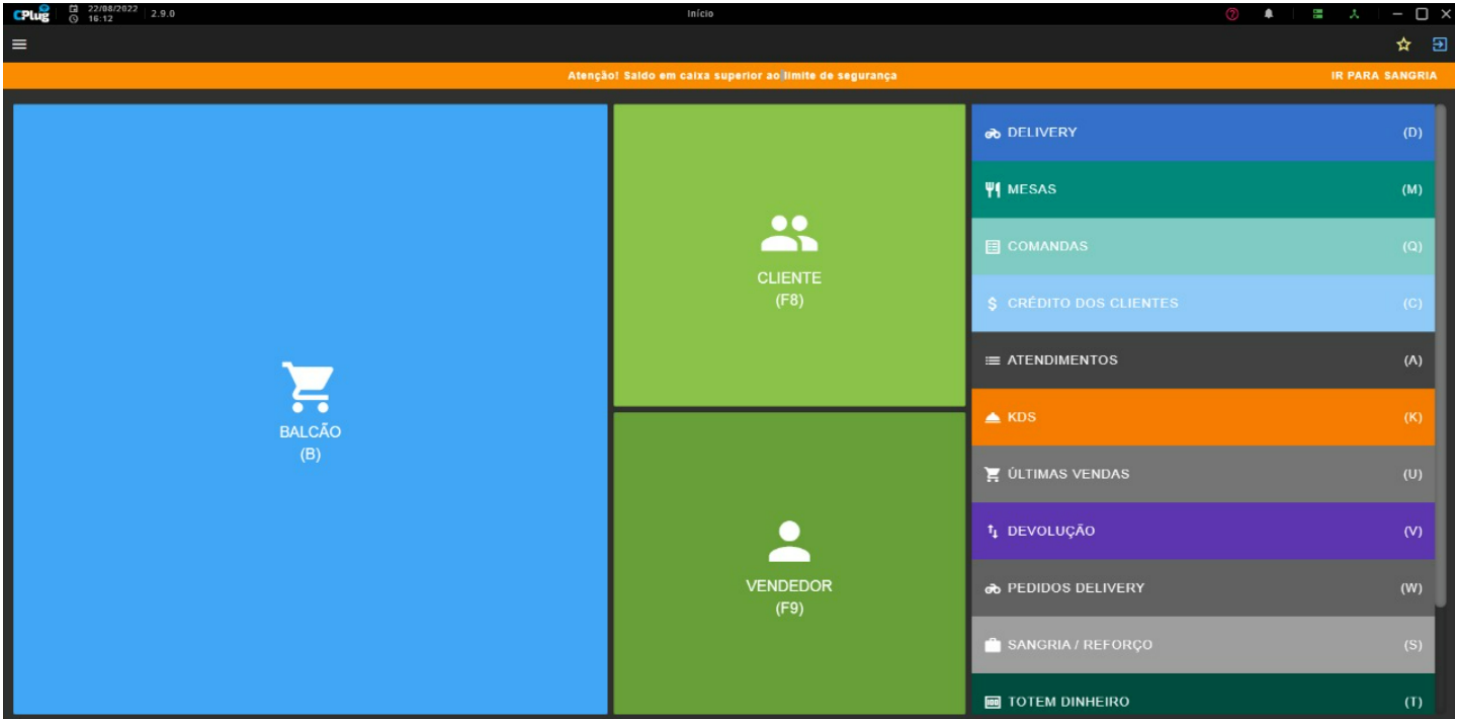 CPlug
22/08/2022
16:12
2.9.0
Início
Atenção! Saldo em caixa superior ao limite de segurança
IR PARA SANGRIA
BALCÃO
(B)
CLIENTE
(F8)
VENDEDOR
(F9)
DELIVERY (D)
MESAS (M)
COMANDAS (Q)
$ CRÉDITO DOS CLIENTES (C)
ATENDIMENTOS (A)
KDS (K)
ÚLTIMAS VENDAS (U)
DEVOLUÇÃO (V)
PEDIDOS DELIVERY (W)
SANGRIA / REFORÇO (S)
TOTEM DINHEIRO (T)